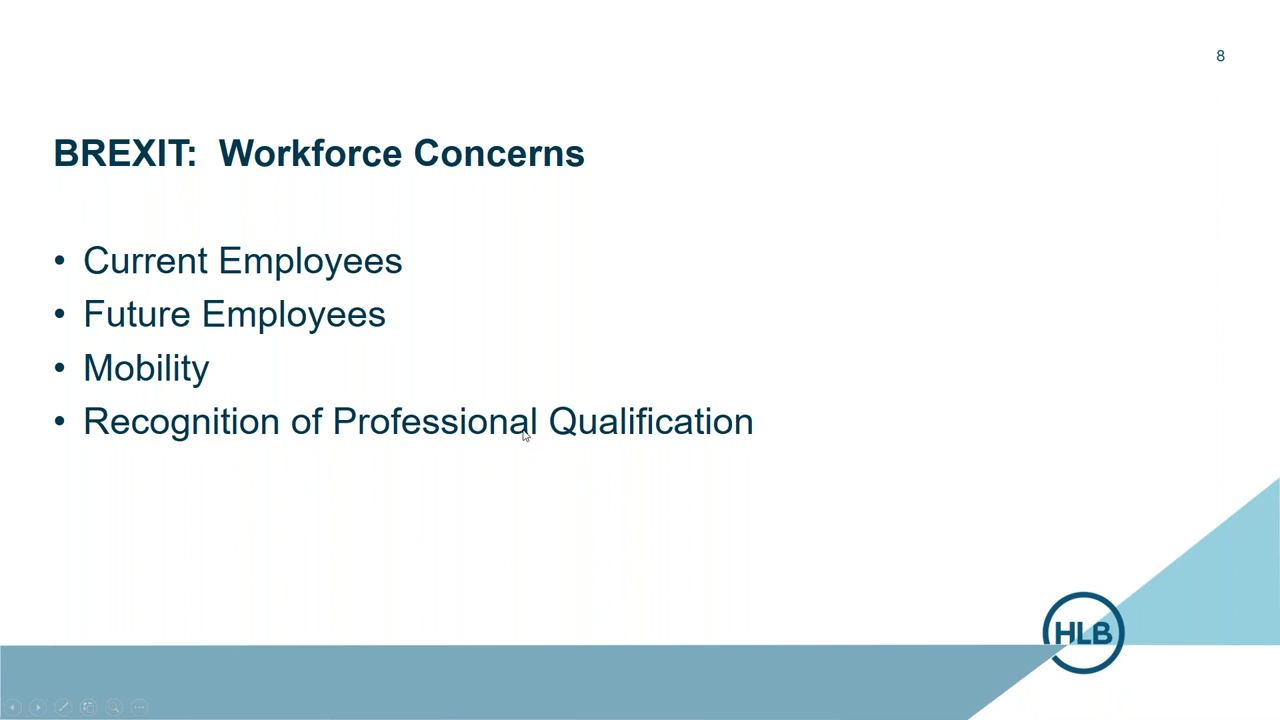 8
BREXIT:  Workforce Concerns
• Current Employees
• Future Employees
• Mobility
• Recognition of Professional Qualification
HLB